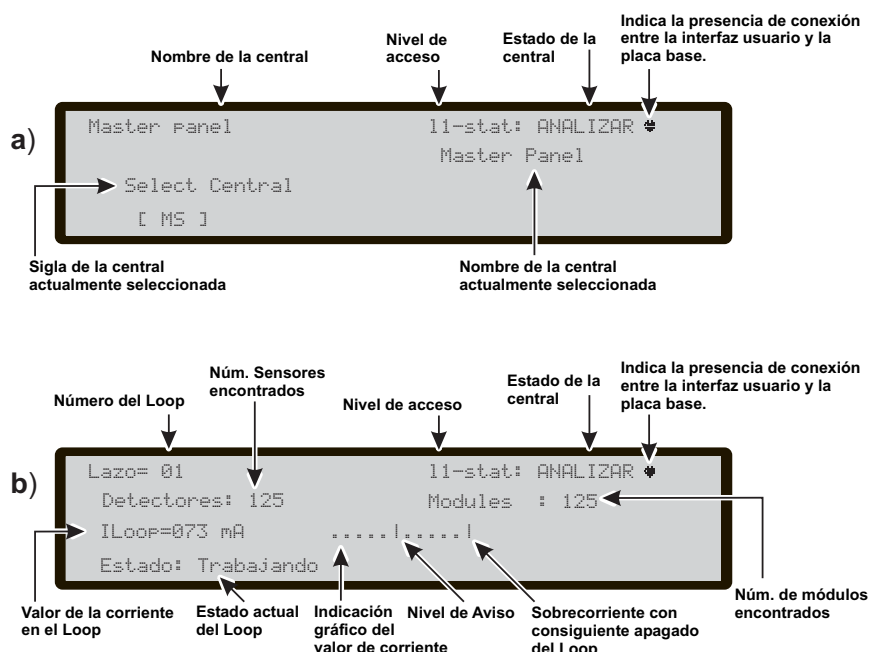 Indica la presencia de conexión
entre la interfaz usuario y la
placa base.
Nombre de la central
Nivel de
acceso
Estado de la
central
a)
Master panel l1-stat: ANALIZAR
Master Panel
Select Central
[ MS ]
Sigla de la central
actualmente seleccionada
Nombre de la central
actualmente seleccionada
Número del Loop
Núm. Sensores
encontrados
Nivel de acceso
Estado de la
central
Indica la presencia de conexión
entre la interfaz usuario y la
placa base.
b)
Lazo= 01 l1-stat: ANALIZAR
Detectores: 125 Modules : 125
ILoop=073 mA .....|.....|
Estado: Trabajando
Valor de la corriente
en el Loop
Estado actual
del Loop
Indicación
gráfico del
valor de corriente
Nivel de Aviso
Sobrecorriente con
consiguiente apagado
del Loop
Núm. de módulos
encontrados